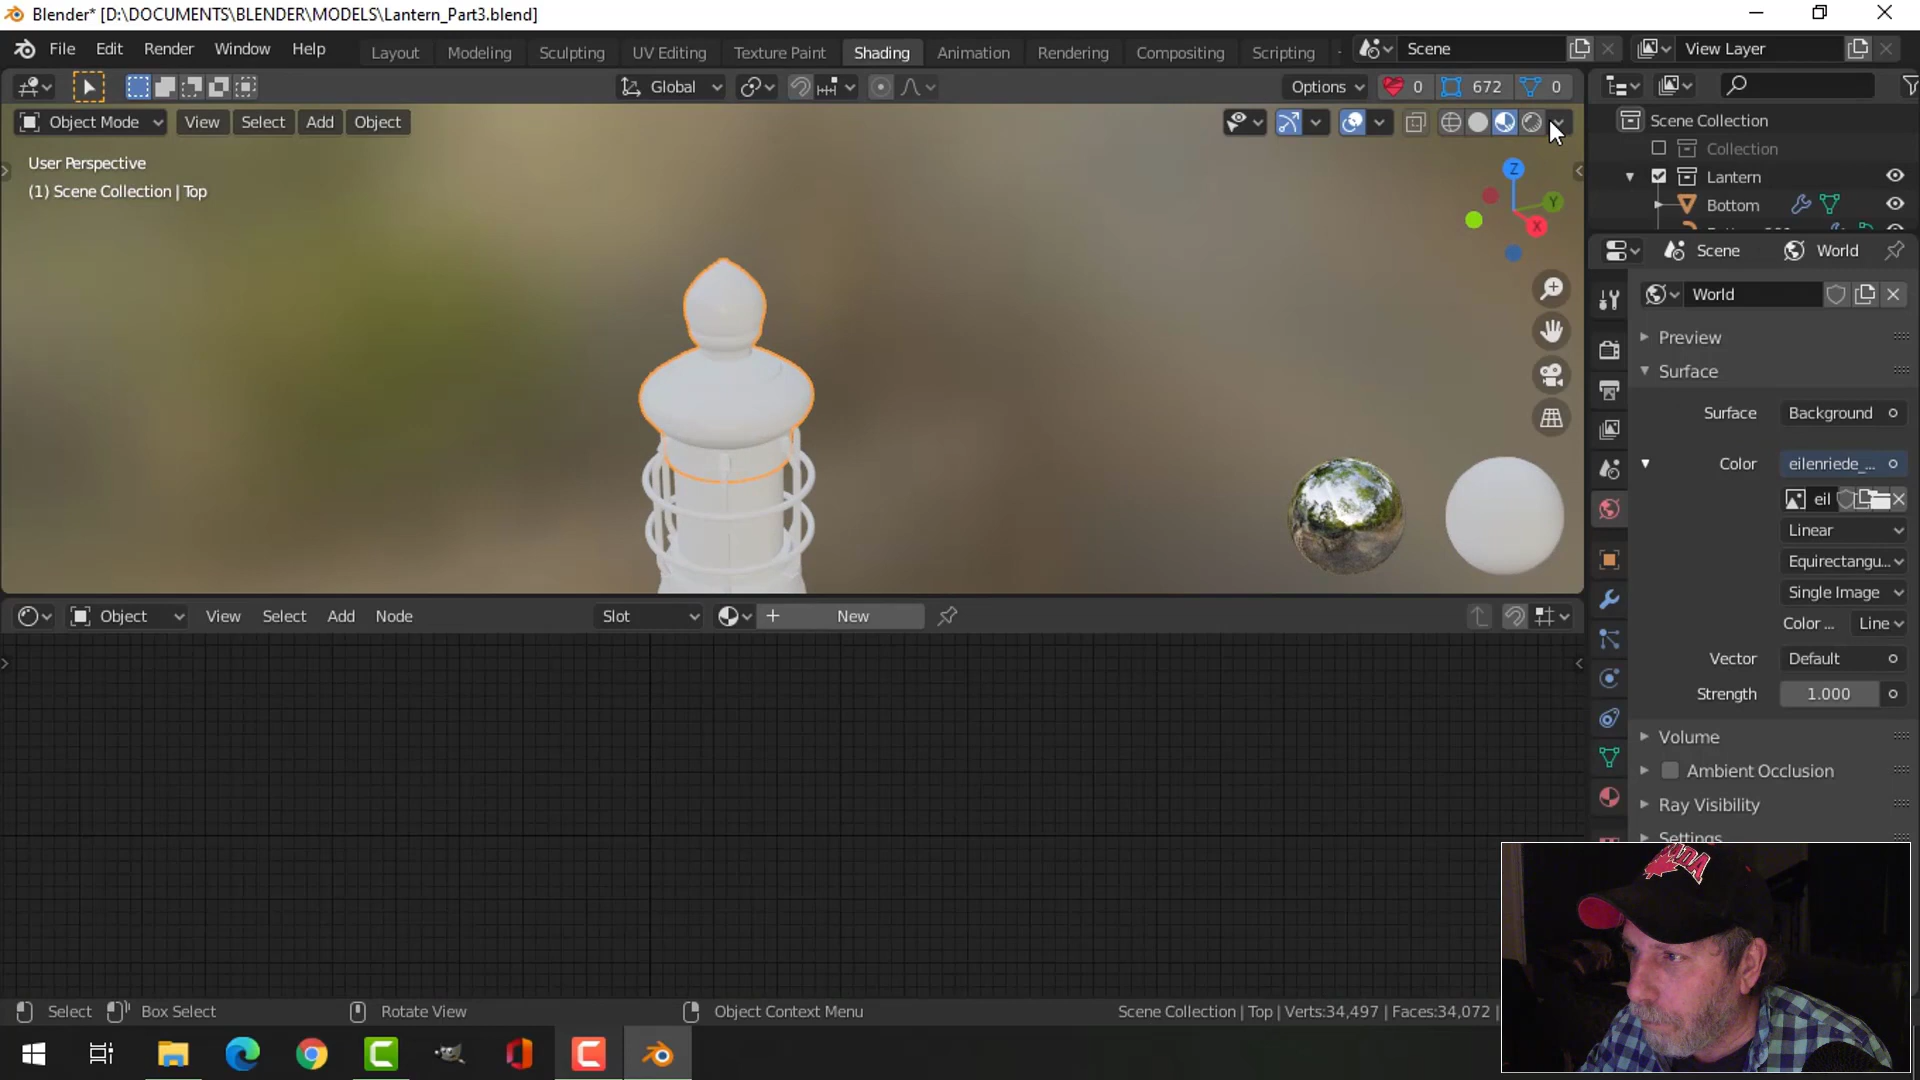 Blender* [D:\DOCUMENTS\BLENDER\MODELS\Lantern_Part3.blend]
File Edit Render Window Help Layout Modeling Sculpting UV Editing Texture Paint Shading Animation Rendering Compositing Scripting Scene View Layer
Global Options 0 672 0
Object Mode View Select Add Object
User Perspective
(1) Scene Collection | Top
Z
Y
X
Scene Collection
Collection
Lantern
Bottom
Scene World
World
Preview
Surface
Surface Background
Color eilenriede_...
eil
Linear
Equirectangu...
Single Image
Color ... Line
Vector Default
Strength 1.000
Volume
Ambient Occlusion
Ray Visibility
Settings
Object View Select Add Node Slot New
Select Box Select Rotate View Object Context Menu Scene Collection | Top | Verts:34,497 | Faces:34,072 |